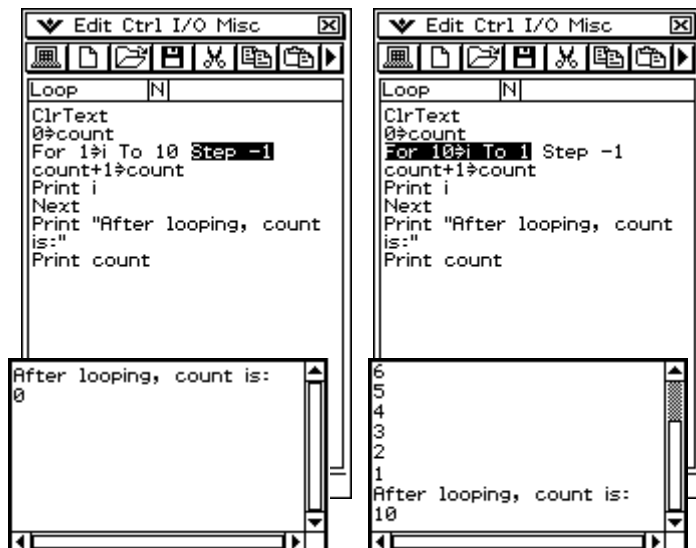 Edit Ctrl I/O Misc
Loop N
ClrText
0⇒count
For 1⇒i To 10 Step -1
count+1⇒count
Print i
Next
Print "After looping, count
is:"
Print count
After looping, count is:
0
Edit Ctrl I/O Misc
Loop N
ClrText
0⇒count
For 10⇒i To 1 Step -1
count+1⇒count
Print i
Next
Print "After looping, count
is:"
Print count
6
5
4
3
2
1
After looping, count is:
10